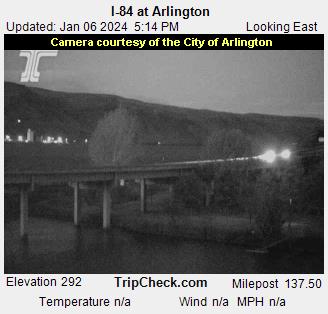 I-84 at Arlington
Updated: Jan 06 2024 5:14 PM Looking East
Camera courtesy of the City of Arlington
Elevation 292 TripCheck.com Milepost 137.50
Temperature n/a Wind n/a MPH n/a